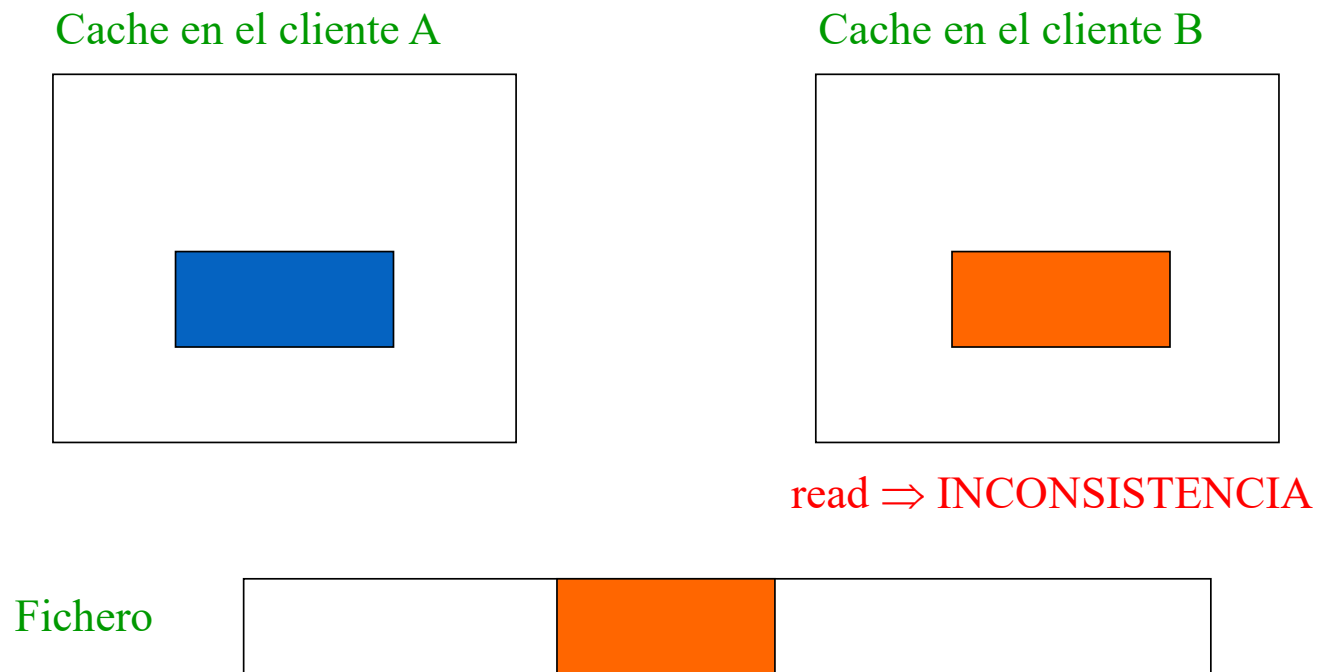 Cache en el cliente A
Cache en el cliente B
read ⇒ INCONSISTENCIA
Fichero